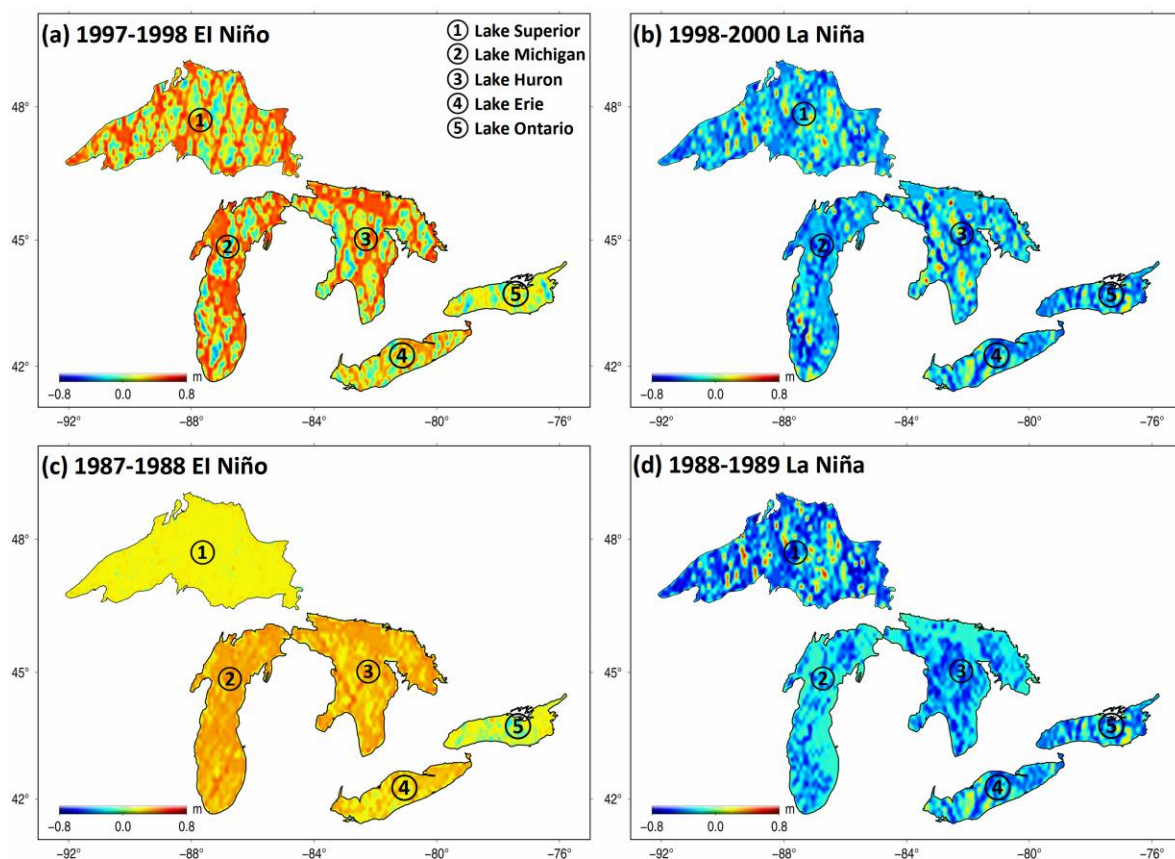 (a) 1997-1998 El Niño
① Lake Superior
② Lake Michigan
③ Lake Huron
④ Lake Erie
⑤ Lake Ontario
48°
45°
42°
1
2
3
4
5
m
−0.8 0.0 0.8
−92 −88 −84 −80 −76
(b) 1998-2000 La Niña
48°
45°
42°
1
2
3
4
5
m
−0.8 0.0 0.8
−92 −88 −84 −80 −76
(c) 1987-1988 El Niño
48°
45°
42°
1
2
3
4
5
m
−0.8 0.0 0.8
−92 −88 −84 −80 −76
(d) 1988-1989 La Niña
48°
45°
42°
1
2
3
4
5
m
−0.8 0.0 0.8
−92 −88 −84 −80 −76